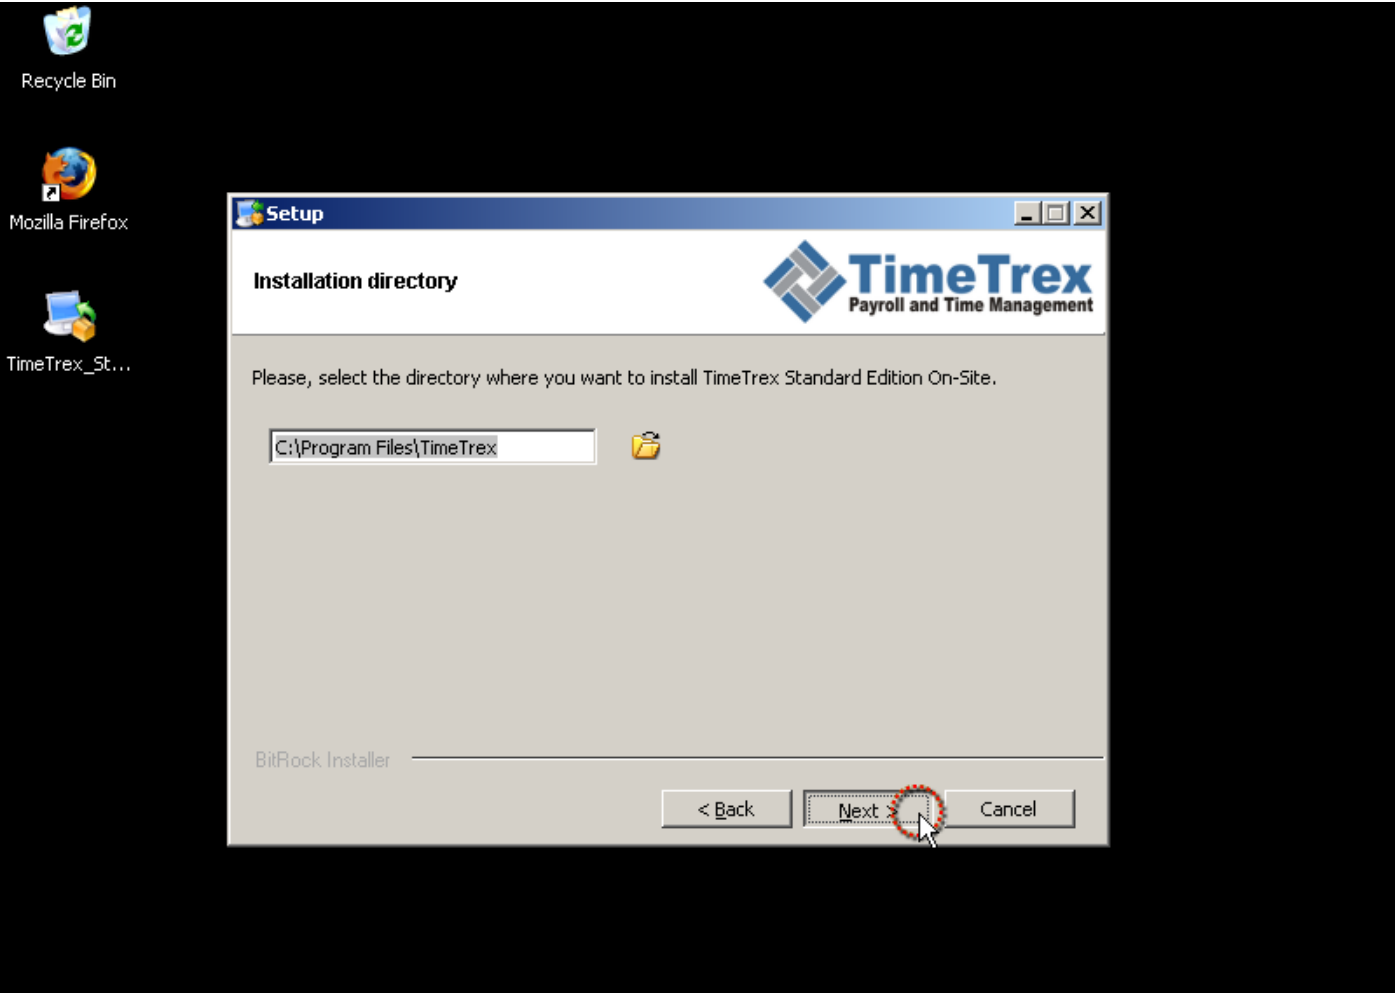 Recycle Bin
Mozilla Firefox
TimeTrex_St...
Setup
Installation directory
TimeTrex
Payroll and Time Management
Please, select the directory where you want to install TimeTrex Standard Edition On-Site.
C:\Program Files\TimeTrex
BitRock Installer
< Back
Next >
Cancel